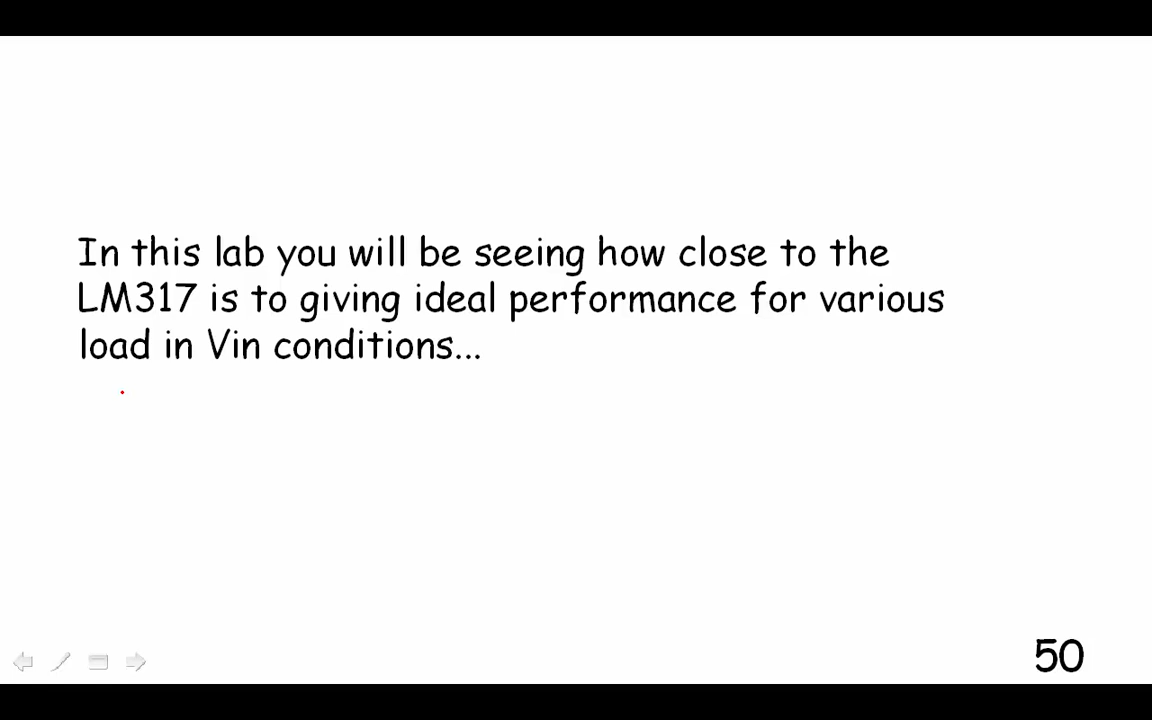 In this lab you will be seeing how close to the
LM317 is to giving ideal performance for various
load in Vin conditions...
50